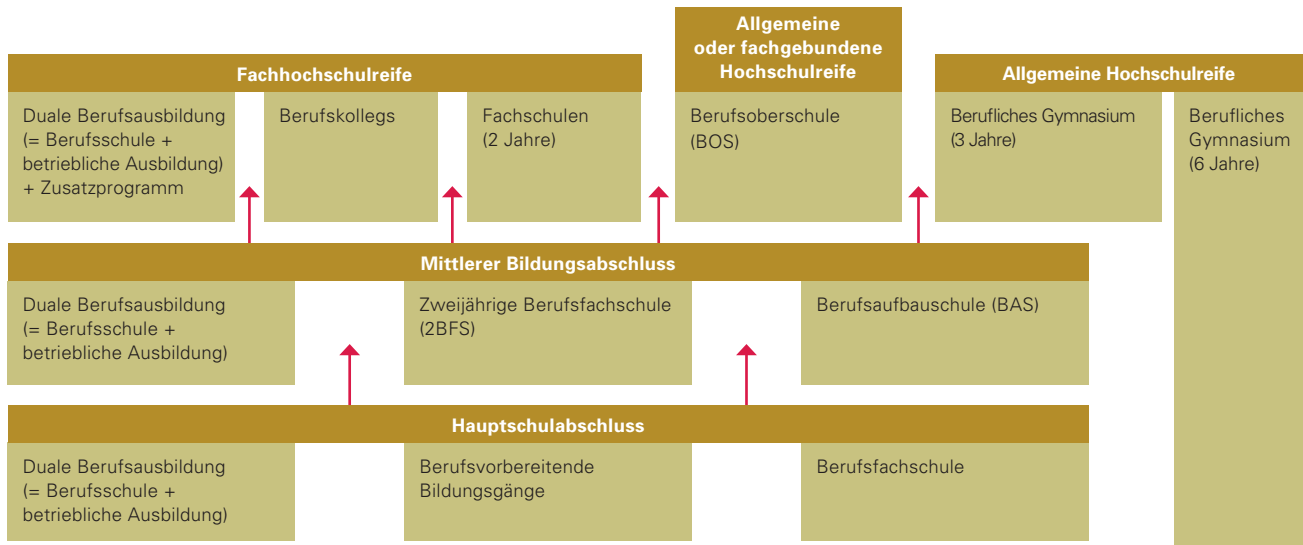 Allgemeine
oder fachgebundene
Hochschulreife
Fachhochschulreife
Allgemeine Hochschulreife
Duale Berufsausbildung
(= Berufsschule +
betriebliche Ausbildung)
+ Zusatzprogramm
Berufskollegs
Fachschulen
(2 Jahre)
Berufsoberschule
(BOS)
Berufliches Gymnasium
(3 Jahre)
Berufliches
Gymnasium
(6 Jahre)
Mittlerer Bildungsabschluss
Duale Berufsausbildung
(= Berufsschule +
betriebliche Ausbildung)
Zweijährige Berufsfachschule
(2BFS)
Berufsaufbauschule (BAS)
Hauptschulabschluss
Duale Berufsausbildung
(= Berufsschule +
betriebliche Ausbildung)
Berufsvorbereitende
Bildungsgänge
Berufsfachschule